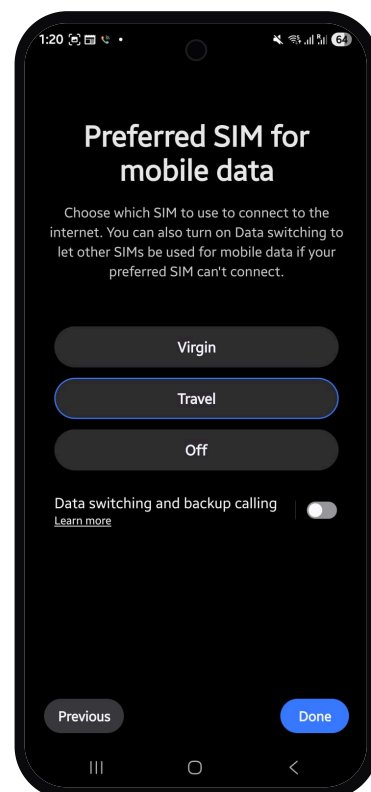 1:20 64
Preferred SIM for
mobile data
Choose which SIM to use to connect to the
internet. You can also turn on Data switching to
let other SIMs be used for mobile data if your
preferred SIM can't connect.
Virgin
Travel
Off
Data switching and backup calling
Learn more
Previous Done